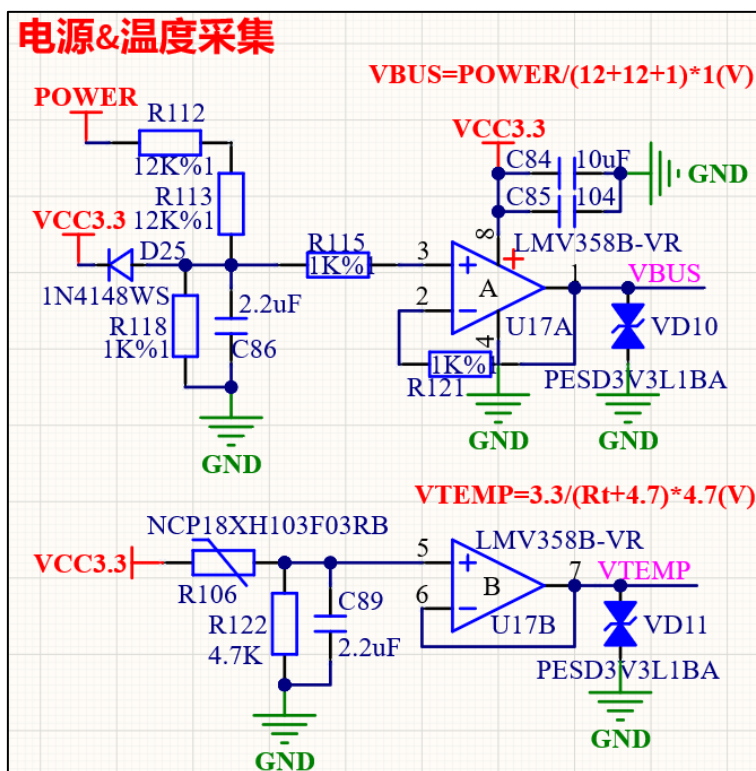 电源&温度采集
VBUS=POWER/(12+12+1)*1(V)
POWER
R112
12K%1
R113
12K%1
VCC3.3
D25
1N4148WS
R118
1K%1
2.2uF
C86
GND
R115
1K%1
VCC3.3
C84
10uF
C85
104
GND
8
LMV358B-VR
3
2
A
1
VBUS
4
U17A
R121
1K%1
GND
VD10
PESD3V3L1BA
GND
VTEMP=3.3/(Rt+4.7)*4.7(V)
NCP18XH103F03RB
VCC3.3
R106
R122
4.7K
C89
2.2uF
GND
LMV358B-VR
5
6
B
7
VTEMP
U17B
VD11
PESD3V3L1BA
GND